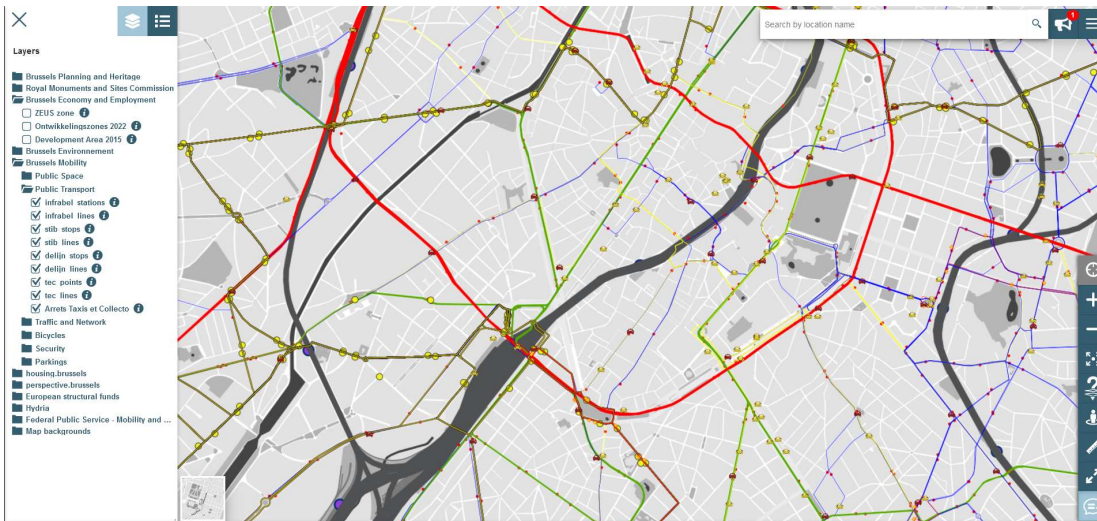 Search by location name
1
Layers
Brussels Planning and Heritage
Royal Monuments and Sites Commission
Brussels Economy and Employment
ZEUS zone
Ontwikkelingszones 2022
Development Area 2015
Brussels Environnement
Brussels Mobility
Public Space
Public Transport
infrabel stations
infrabel lines
stib stops
stib lines
delijn stops
delijn lines
tec points
tec lines
Arrets Taxis et Collecto
Traffic and Network
Bicycles
Security
Parkings
housing.brussels
perspective.brussels
European structural funds
Hydria
Federal Public Service - Mobility and ...
Map backgrounds